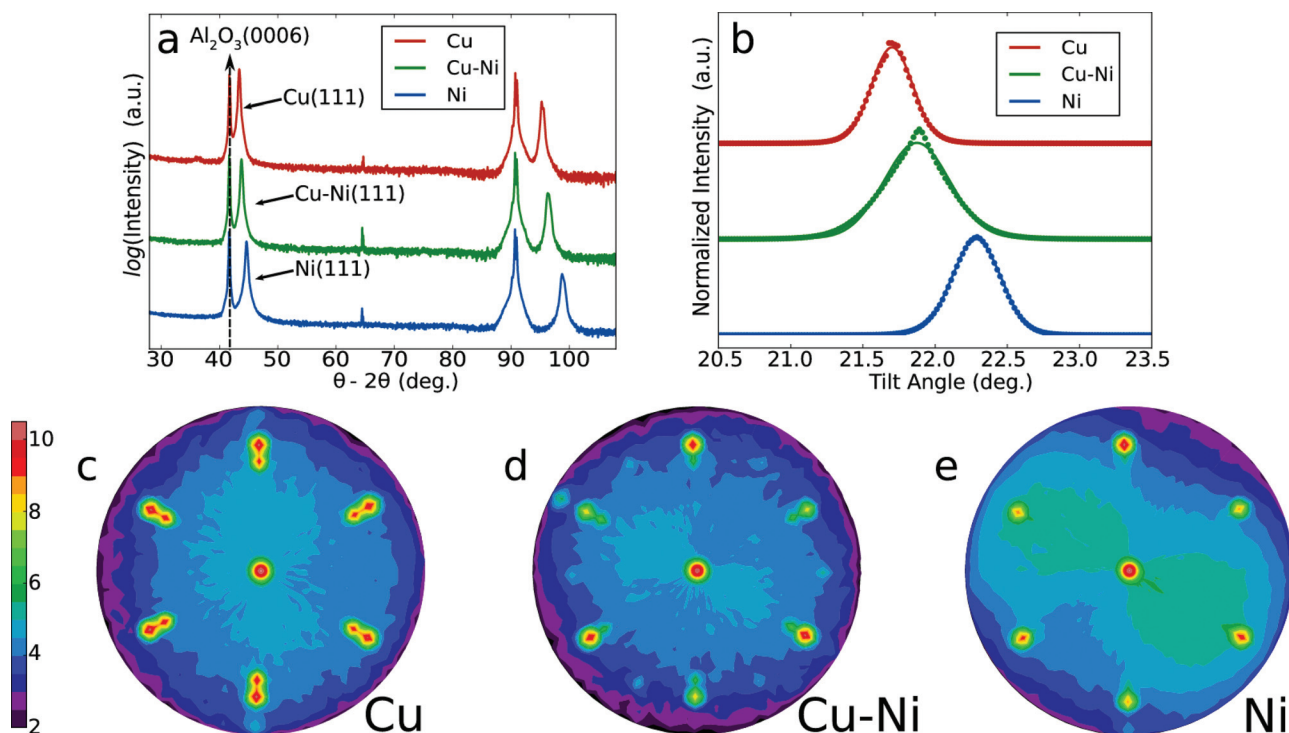 a
Al₂O₃(0006)
Cu
Cu-Ni
Ni
Cu(111)
Cu-Ni(111)
Ni(111)
log(Intensity) (a.u.)
30 40 50 60 70 80 90 100
θ - 2θ (deg.)
b
Cu
Cu-Ni
Ni
Normalized Intensity (a.u.)
20.5 21.0 21.5 22.0 22.5 23.0 23.5
Tilt Angle (deg.)
10
8
6
4
2
c
Cu
d
Cu-Ni
e
Ni